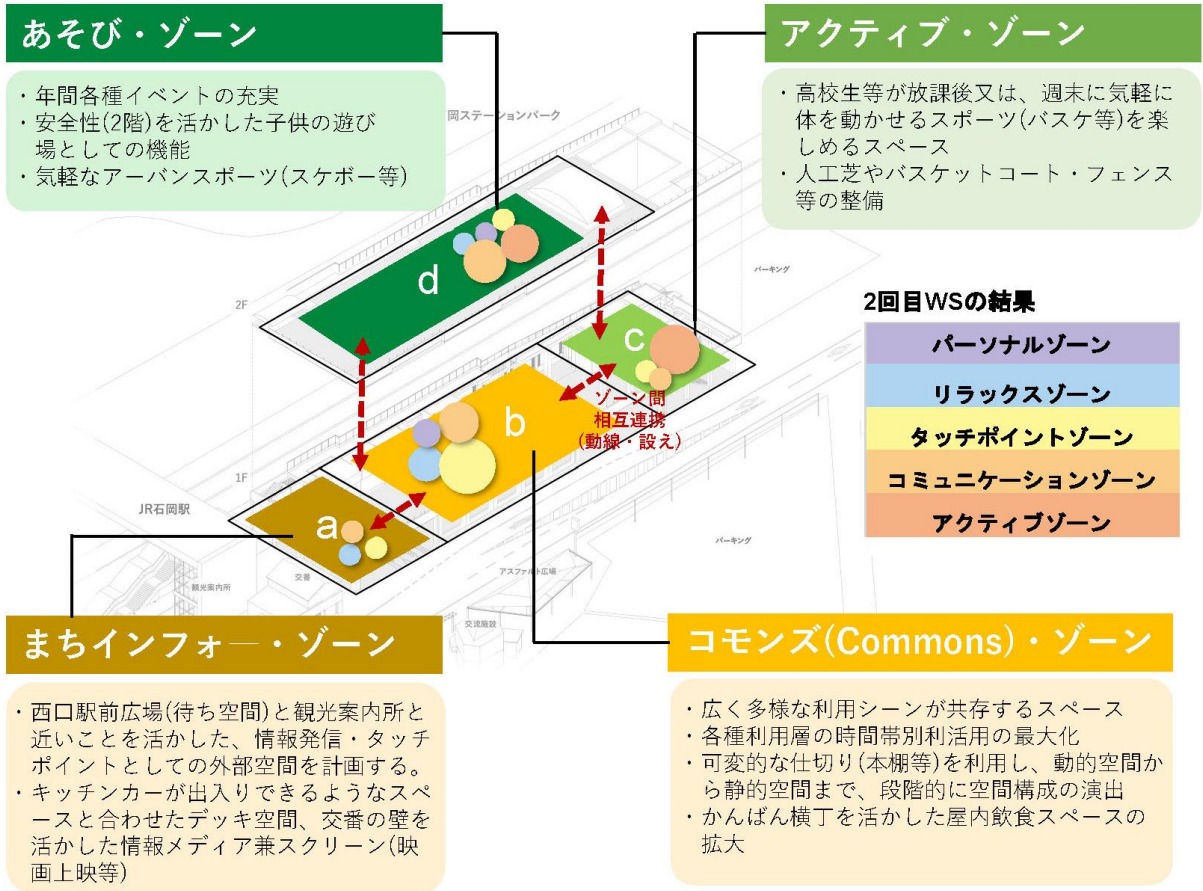 あそび・ゾーン
・年間各種イベントの充実
・安全性(2階)を活かした子供の遊び
場としての機能
・気軽なアーバンスポーツ(スケボー等)
アクティブ・ゾーン
・高校生等が放課後又は、週末に気軽に
体を動かせるスポーツ(バスケ等)を楽
しめるスペース
・人工芝やバスケットコート・フェンス
等の整備
岡ステーションパーク
パーキング
2F
d
c
b
a
ゾーン間
相互連携
(動線・設え)
1F
JR石岡駅
観光案内所
交番
アスファルト広場
交流施設
パーキング
2回目WSの結果
パーソナルゾーン
リラックスゾーン
タッチポイントゾーン
コミュニケーションゾーン
アクティブゾーン
まちインフォ―・ゾーン
・西口駅前広場(待ち空間)と観光案内所と
近いことを活かした、情報発信・タッチ
ポイントとしての外部空間を計画する。
・キッチンカーが出入りできるようなスペ
ースと合わせたデッキ空間、交番の壁を
活かした情報メディア兼スクリーン(映
画上映等)
コモンズ(Commons)・ゾーン
・広く多様な利用シーンが共存するスペース
・各種利用層の時間帯別利活用の最大化
・可変的な仕切り(本棚等)を利用し、動的空間か
ら静的空間まで、段階的に空間構成の演出
・かんばん横丁を活かした屋内飲食スペースの
拡大